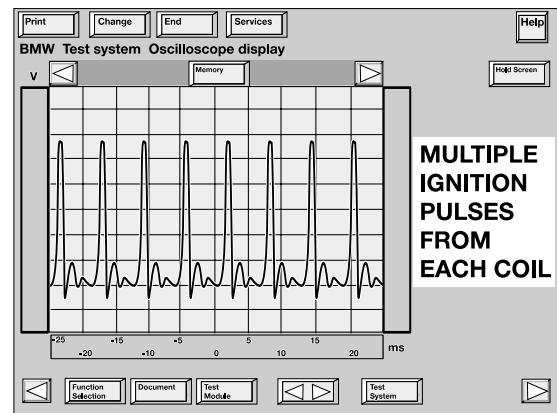 Print Change End Services Help
BMW Test system Oscilloscope display
V Memory Hold Screen
MULTIPLE
IGNITION
PULSES
FROM
EACH COIL
-25 -15 -5 5 15
-20 -10 0 10 20 ms
Function Selection Document Test Module Test System